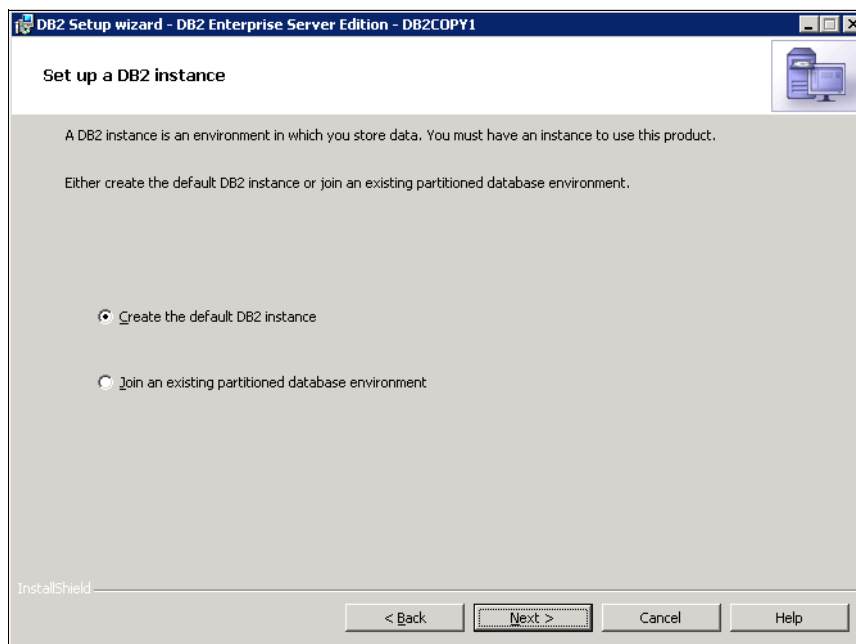 DB2 Setup wizard - DB2 Enterprise Server Edition - DB2COPY1
Set up a DB2 instance
A DB2 instance is an environment in which you store data. You must have an instance to use this product.
Either create the default DB2 instance or join an existing partitioned database environment.
Create the default DB2 instance
Join an existing partitioned database environment
InstallShield
< Back Next > Cancel Help